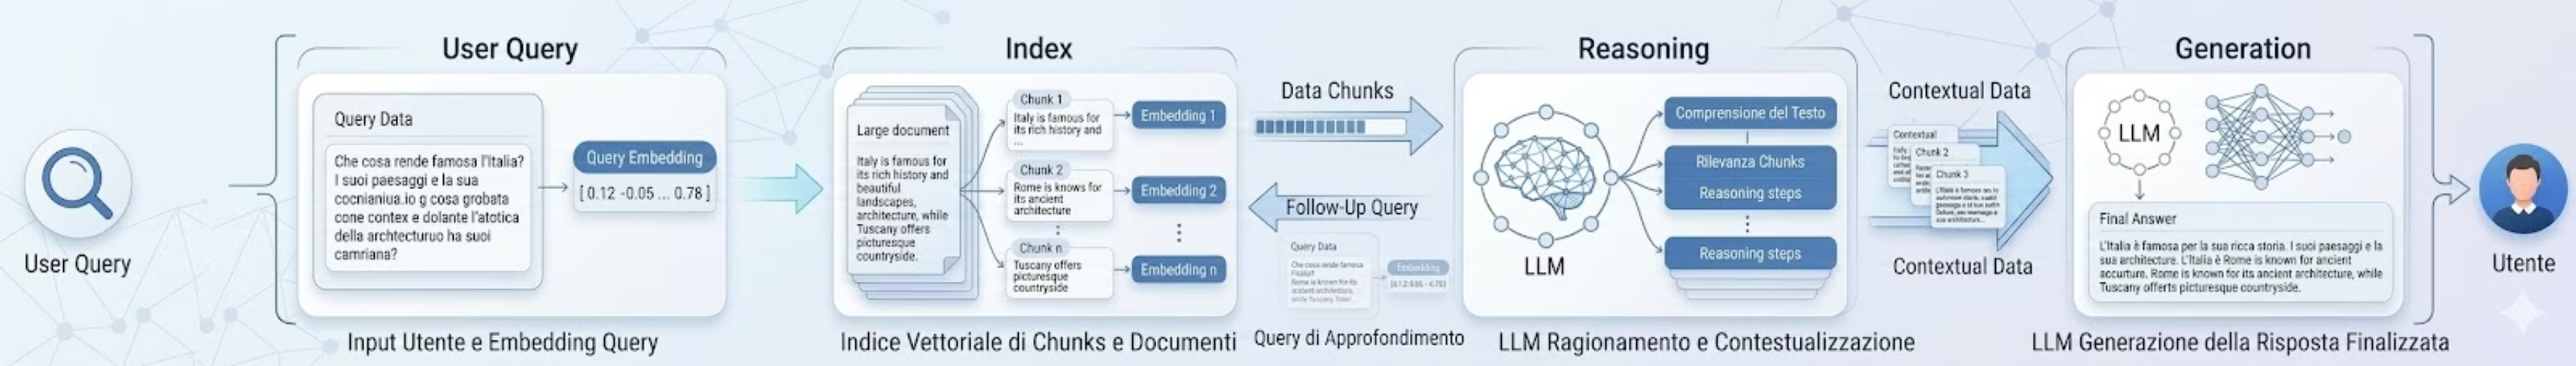 User Query
User Query
Query Data
Che cosa rende famosa l'Italia?
I suoi paesaggi e la sua
cocnianiua.io g cosa grobata
cone contex e dolante l'atotica
della archtecturuo ha suoi
camriana?
Query Embedding
[ 0.12 -0.05 ... 0.78 ]
Input Utente e Embedding Query
Index
Large document
Italy is famous for
its rich history and
beautiful
landscapes,
architecture, while
Tuscany offers
picturesque
countryside.
Chunk 1
Italy is famous for
its rich history and
...
Embedding 1
Chunk 2
Rome is knows for
its ancient
architecture
Embedding 2
Chunk n
Tuscany offers
picturesque
countryside
Embedding n
Indice Vettoriale di Chunks e Documenti
Data Chunks
Follow-Up Query
Query Data
Che cosa rende famosa
Embedding
Query di Approfondimento
Reasoning
LLM
Comprensione del Testo
Rilevanza Chunks
Reasoning steps
Reasoning steps
LLM Ragionamento e Contestualizzazione
Contextual Data
Contextual
Chunk 2
Chunk 3
Contextual Data
Generation
LLM
Final Answer
L'Italia è famosa per la sua ricca storia. I suoi paesaggi e la
sua architecture. L'Italia è Rome is known for ancient
accurture. Rome is known for its ancient architecture, while
Tuscany offerts picturesque countryside.
LLM Generazione della Risposta Finalizzata
Utente